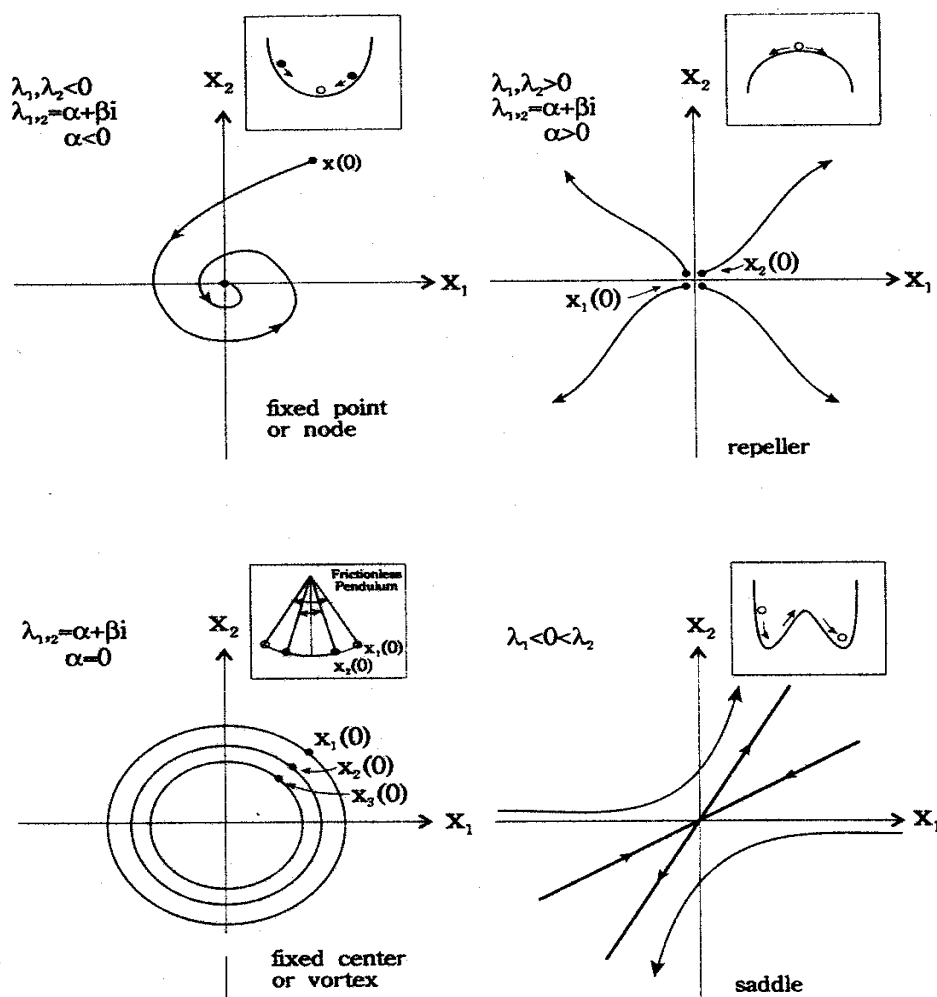 λ₁,λ₂<0
λ₁,₂=α+βi
α<0
X₂
x(0)
X₁
fixed point
or node
λ₁,λ₂>0
λ₁,₂=α+βi
α>0
X₂
x₂(0)
x₁(0)
X₁
repeller
λ₁,₂=α+βi
α=0
X₂
Frictionless
Pendulum
x₁(0)
x₂(0)
x₁(0)
x₂(0)
x₃(0)
X₁
fixed center
or vortex
λ₁<0<λ₂
X₂
X₁
saddle